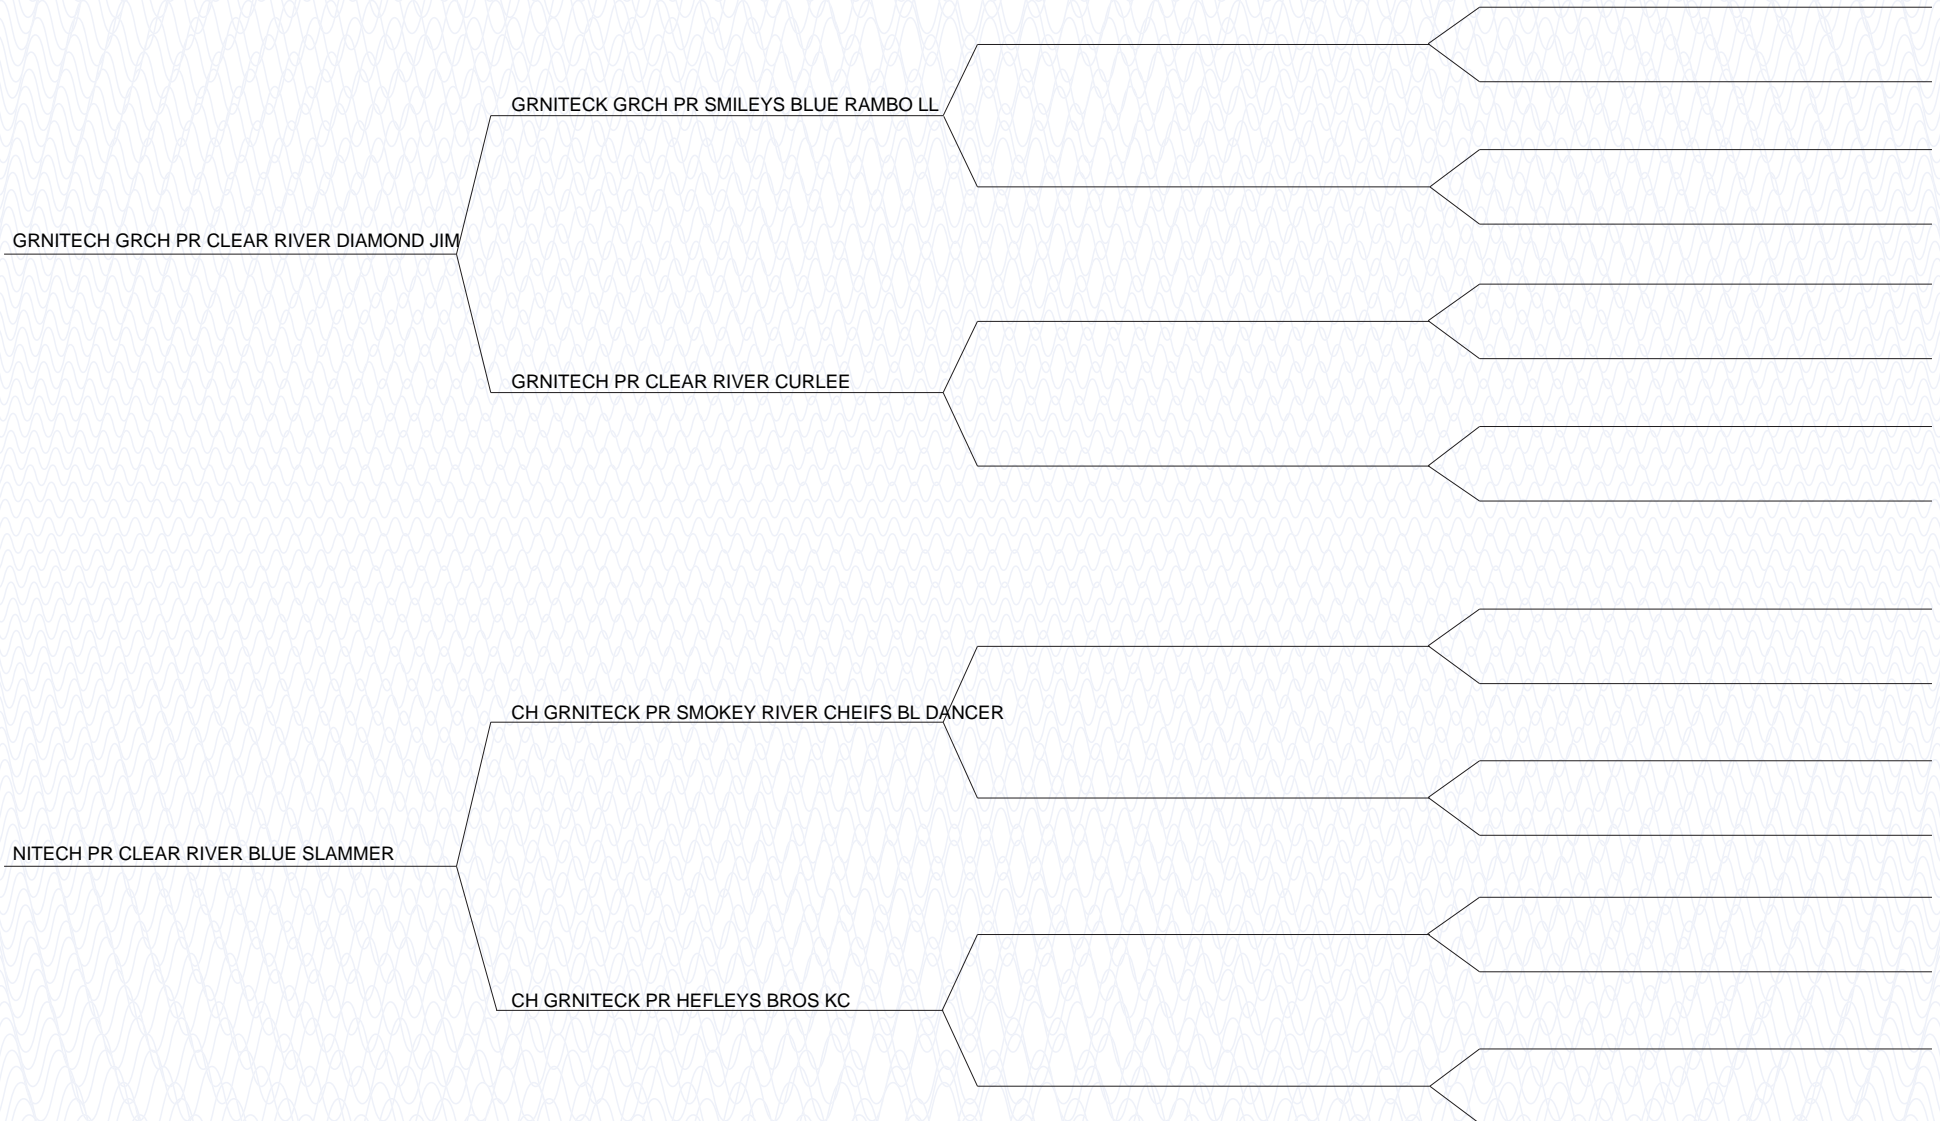 GRNITECK GRCH PR SMILEYS BLUE RAMBO LL
GRNITECH GRCH PR CLEAR RIVER DIAMOND JIM
GRNITECH PR CLEAR RIVER CURLEE
CH GRNITECK PR SMOKEY RIVER CHEIFS BL DANCER
NITECH PR CLEAR RIVER BLUE SLAMMER
CH GRNITECK PR HEFLEYS BROS KC